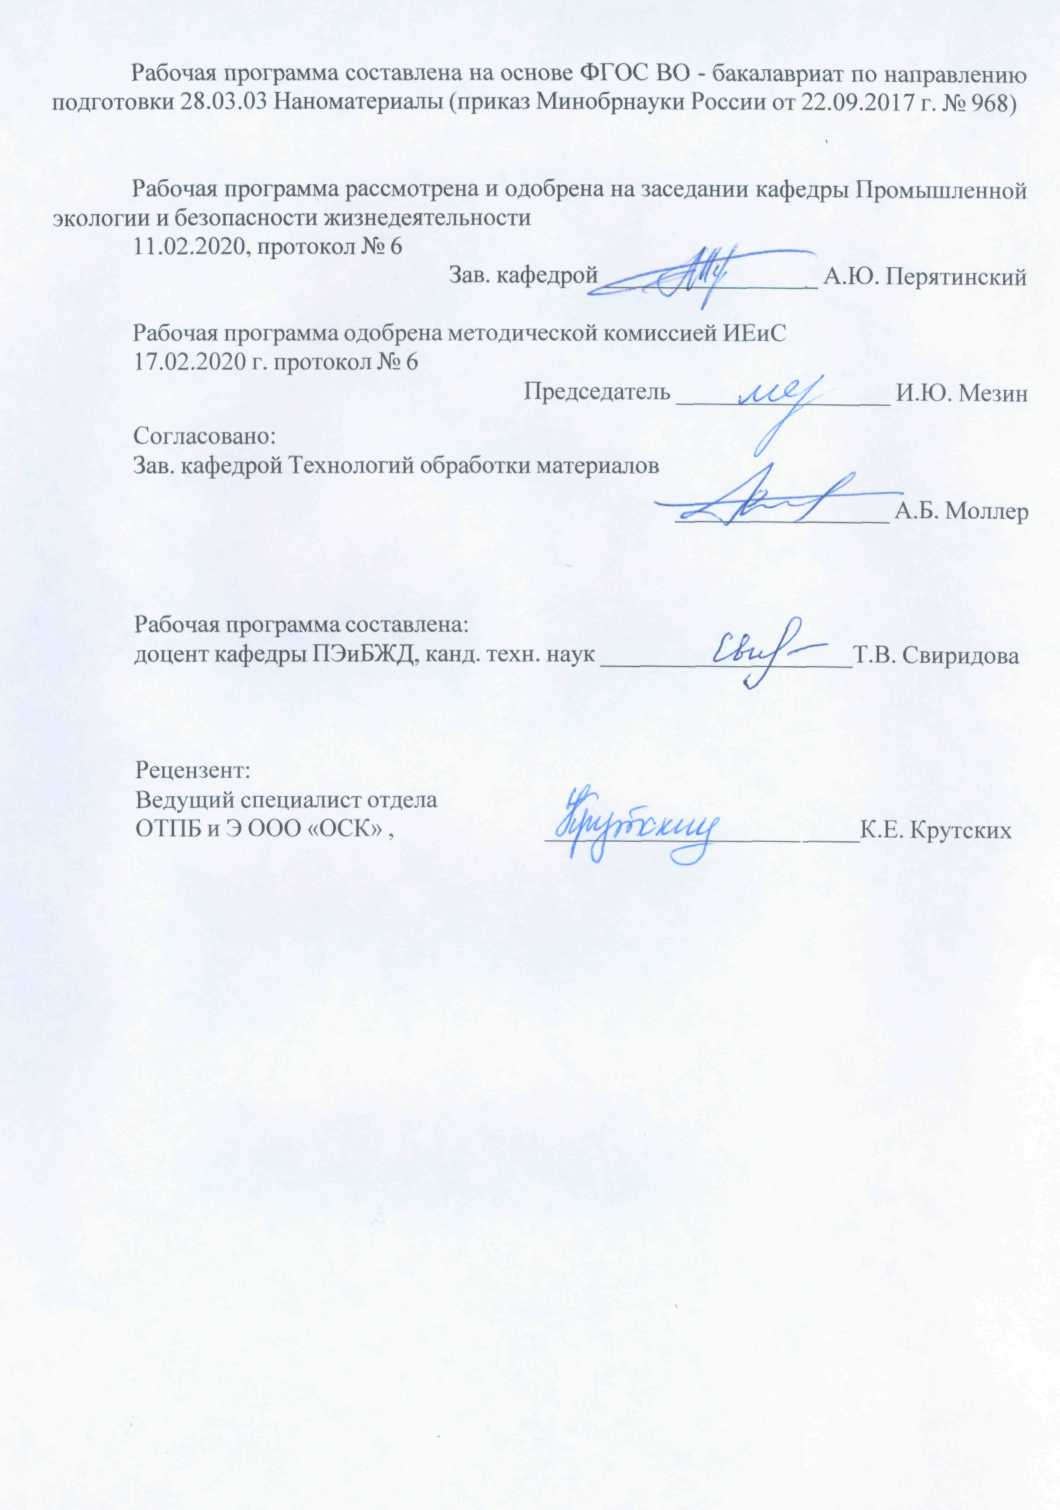 Рабочая программа составлена на основе ФГОС ВО - бакалавриат по направлению
подготовки 28.03.03 Наноматериалы (приказ Минобрнауки России от 22.09.2017 г. № 968)
Рабочая программа рассмотрена и одобрена на заседании кафедры Промышленной
экологии и безопасности жизнедеятельности
11.02.2020, протокол № 6
Зав. кафедрой А.Ю. Перятинский
Рабочая программа одобрена методической комиссией ИЕиС
17.02.2020 г. протокол № 6
Председатель И.Ю. Мезин
Согласовано:
Зав. кафедрой Технологий обработки материалов
А.Б. Моллер
Рабочая программа составлена:
доцент кафедры ПЭиБЖД, канд. техн. наук Т.В. Свиридова
Рецензент:
Ведущий специалист отдела
ОТПБ и Э ООО «ОСК» , К.Е. Крутских